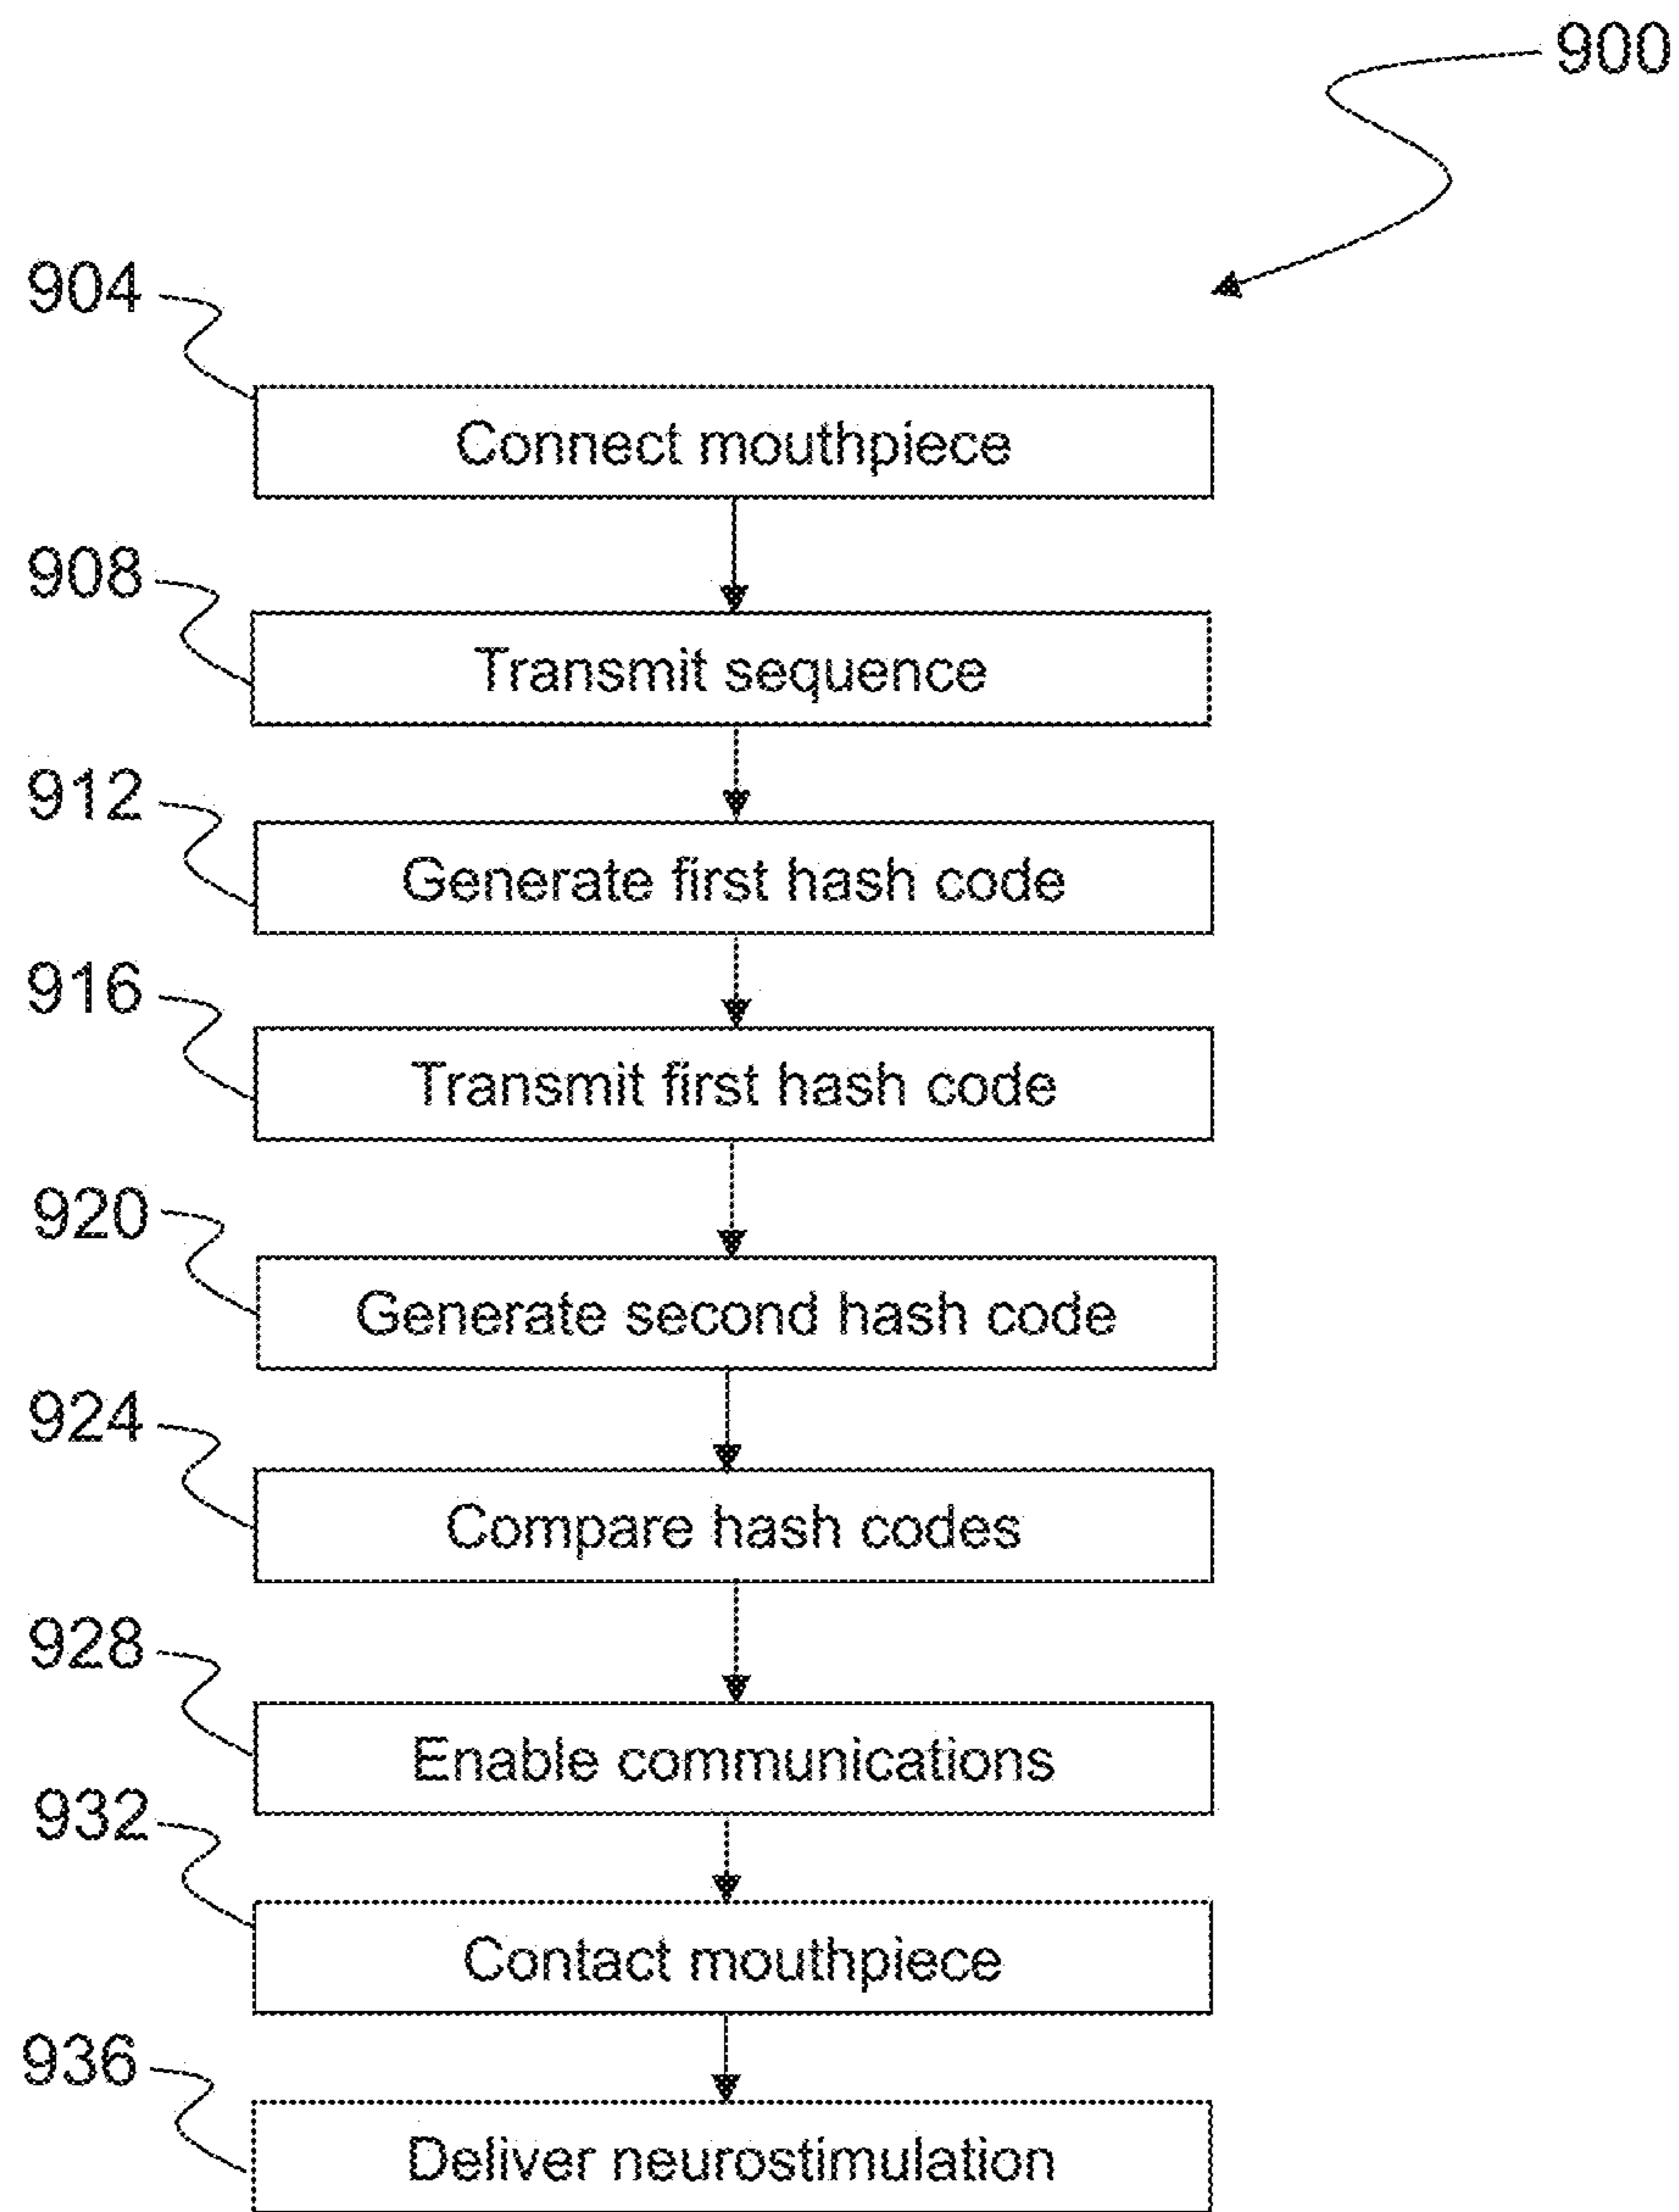 900
904
Connect mouthpiece
908
Transmit sequence
912
Generate first hash code
916
Transmit first hash code
920
Generate second hash code
924
Compare hash codes
928
Enable communications
932
Contact mouthpiece
936
Deliver neurostimulation